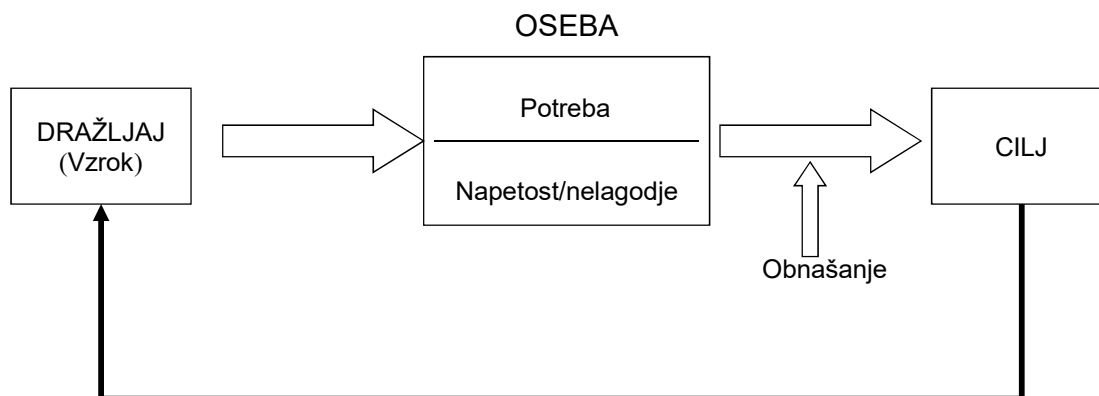 OSEBA
DRAŽLJAJ
(Vzrok)
Potreba
Napetost/nelagodje
CILJ
Obnašanje